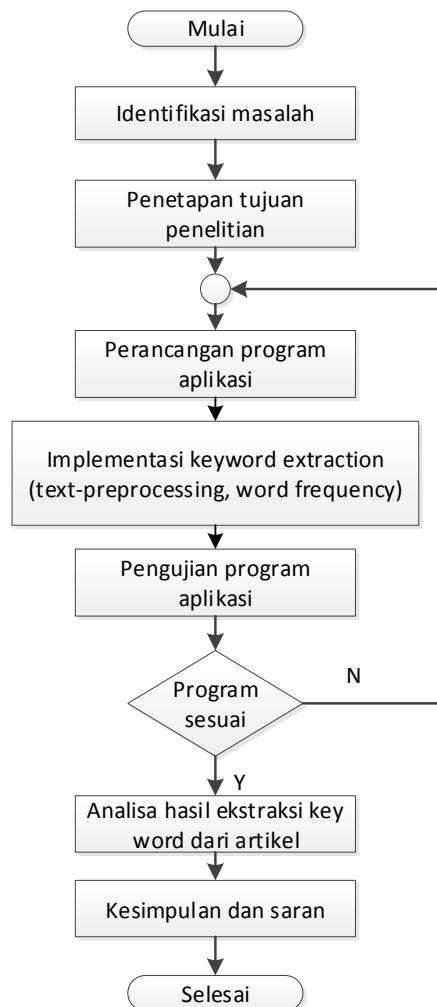 Mulai
Identifikasi masalah
Penetapan tujuan
penelitian
Perancangan program
aplikasi
Implementasi keyword extraction
(text-preprocessing, word frequency)
Pengujian program
aplikasi
Program
sesuai
N
Y
Analisa hasil ekstraksi key
word dari artikel
Kesimpulan dan saran
Selesai